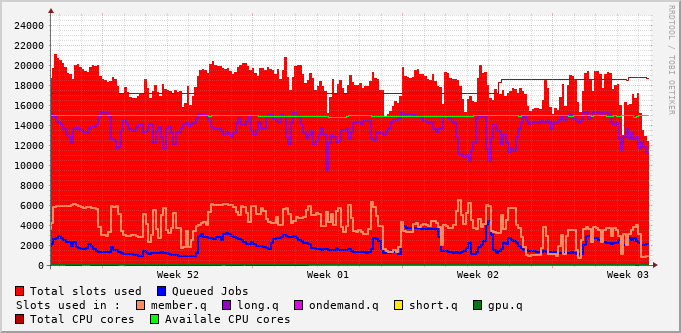 RRDTOOL / TOBI OETIKER
24000
22000
20000
18000
16000
14000
12000
10000
8000
6000
4000
2000
0
Week 52 Week 01 Week 02 Week 03
Total slots used Queued Jobs
Slots used in : member.q long.q ondemand.q short.q gpu.q
Total CPU cores Availale CPU cores